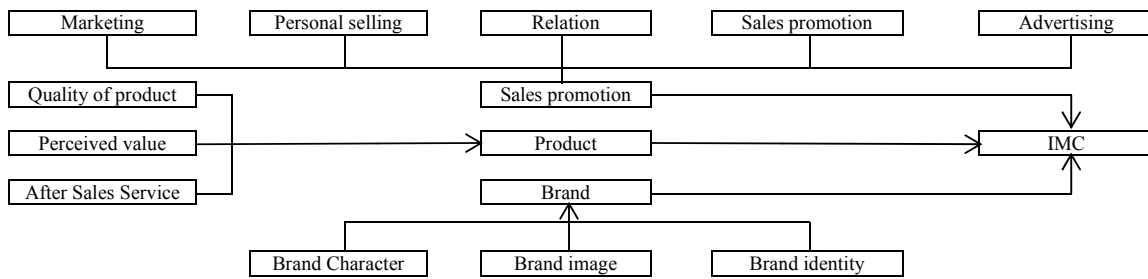 Marketing
Personal selling
Relation
Sales promotion
Advertising
Quality of product
Sales promotion
Perceived value
Product
IMC
After Sales Service
Brand
Brand Character
Brand image
Brand identity